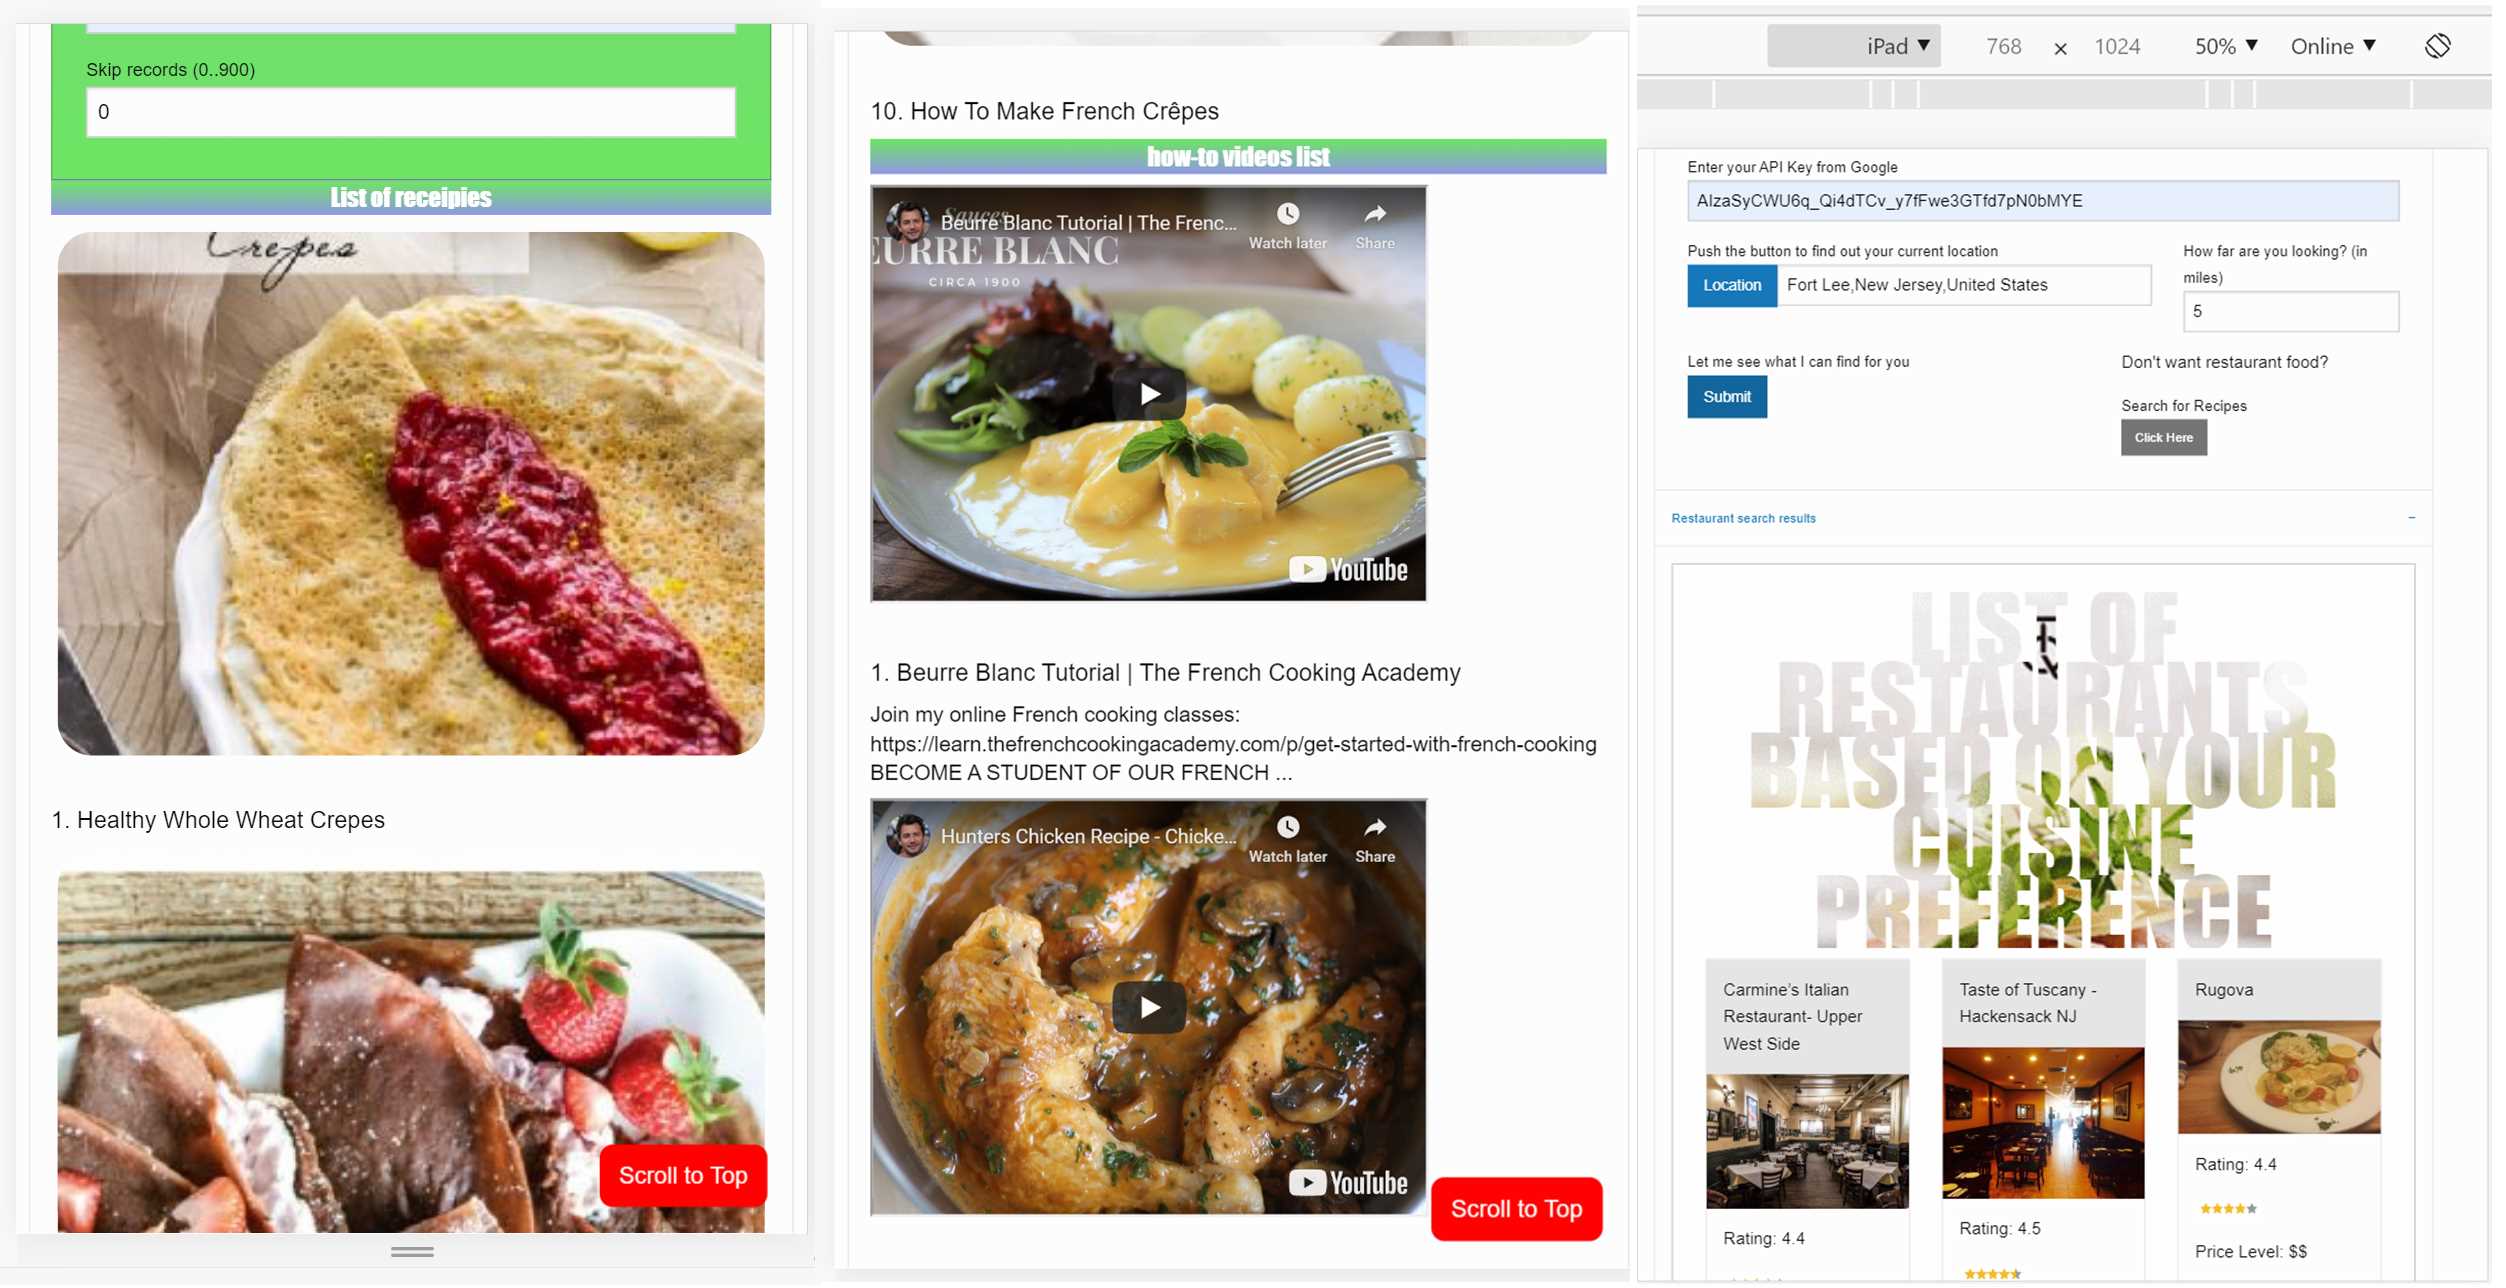 Skip records (0..900)
0
List of receipies
Crepes
1. Healthy Whole Wheat Crepes
Scroll to Top
10. How To Make French Crêpes
how-to videos list
Sauces
Beurre Blanc Tutorial | The Frenc...
Watch later
Share
EURRE BLANC
CIRCA 1900
YouTube
1. Beurre Blanc Tutorial | The French Cooking Academy
Join my online French cooking classes:
https://learn.thefrenchcookingacademy.com/p/get-started-with-french-cooking
BECOME A STUDENT OF OUR FRENCH ...
Hunters Chicken Recipe - Chicke...
Watch later
Share
YouTube
Scroll to Top
iPad ▼ 768 × 1024 50% ▼ Online ▼
Enter your API Key from Google
AIzaSyCWU6q_Qi4dTCv_y7fFwe3GTfd7pN0bMYE
Push the button to find out your current location
Location
Fort Lee,New Jersey,United States
How far are you looking? (in
miles)
5
Let me see what I can find for you
Submit
Don't want restaurant food?
Search for Recipes
Click Here
Restaurant search results
−
LIST OF
RESTAURANTS
BASED ON YOUR
CUISINE
PREFERENCE
Carmine's Italian
Restaurant- Upper
West Side
Rating: 4.4
Taste of Tuscany -
Hackensack NJ
Rating: 4.5
Rugova
Rating: 4.4
Price Level: $$